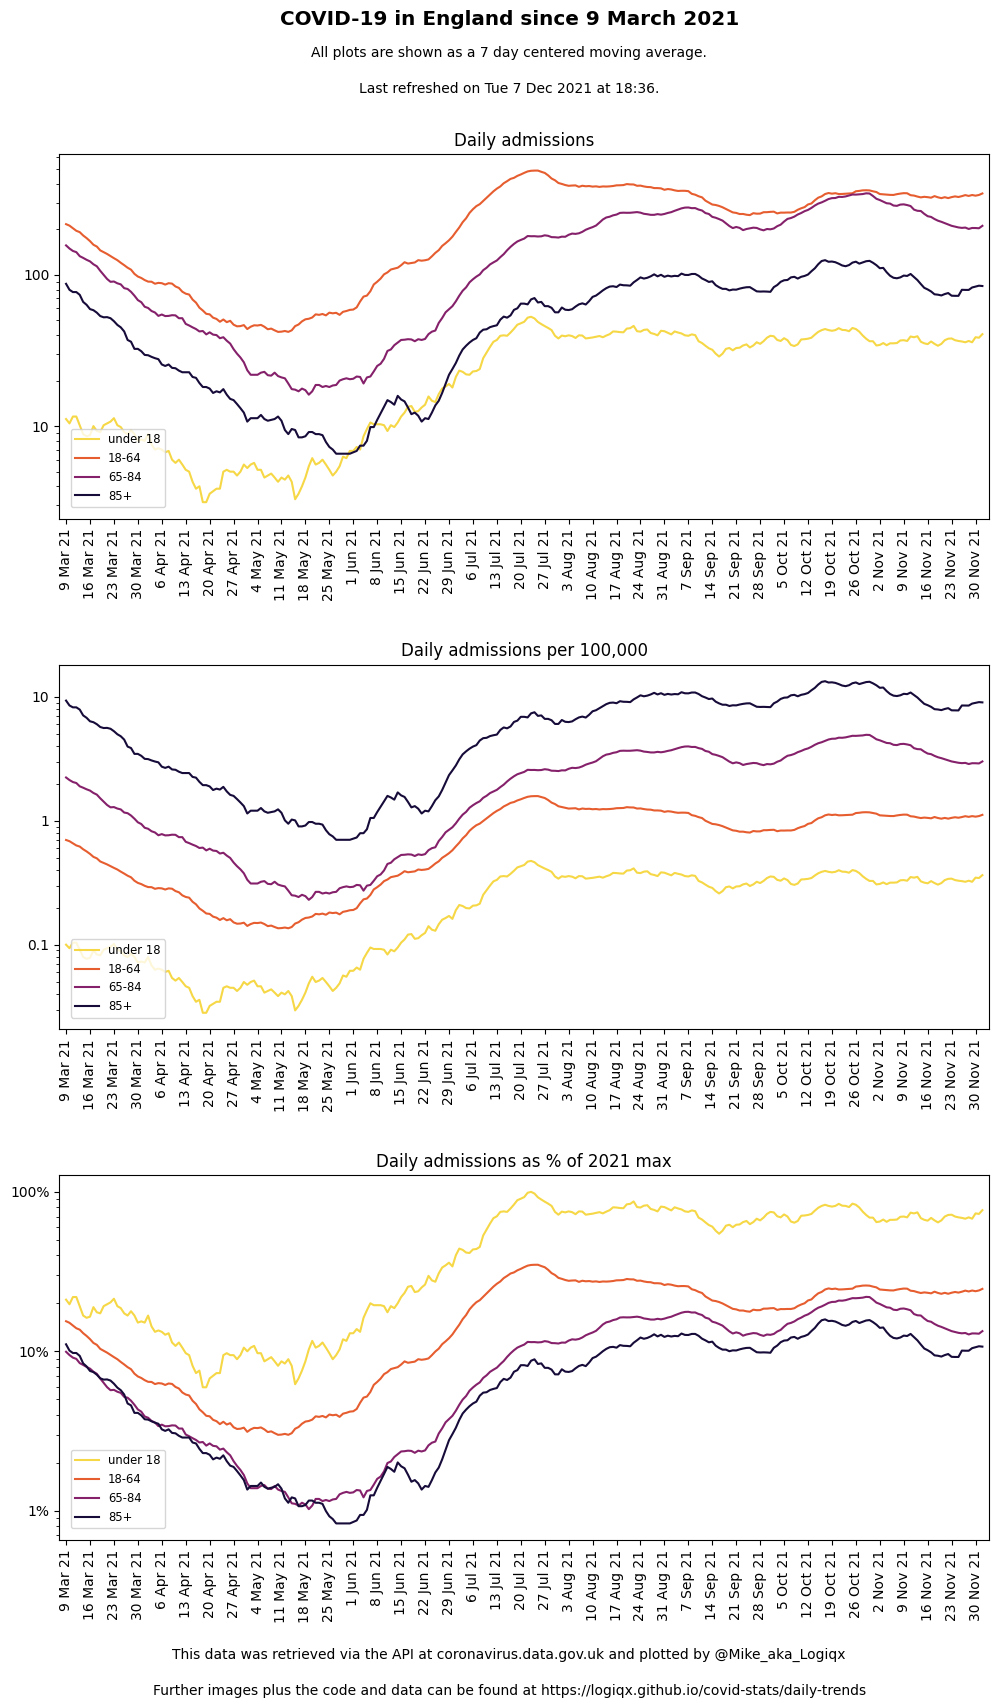 COVID-19 in England since 9 March 2021
All plots are shown as a 7 day centered moving average.
Last refreshed on Tue 7 Dec 2021 at 18:36.
Daily admissions
100
10
under 18
18-64
65-84
85+
9 Mar 21
16 Mar 21
23 Mar 21
30 Mar 21
6 Apr 21
13 Apr 21
20 Apr 21
27 Apr 21
4 May 21
11 May 21
18 May 21
25 May 21
1 Jun 21
8 Jun 21
15 Jun 21
22 Jun 21
29 Jun 21
6 Jul 21
13 Jul 21
20 Jul 21
27 Jul 21
3 Aug 21
10 Aug 21
17 Aug 21
24 Aug 21
31 Aug 21
7 Sep 21
14 Sep 21
21 Sep 21
28 Sep 21
5 Oct 21
12 Oct 21
19 Oct 21
26 Oct 21
2 Nov 21
9 Nov 21
16 Nov 21
23 Nov 21
30 Nov 21
Daily admissions per 100,000
10
1
0.1
under 18
18-64
65-84
85+
9 Mar 21
16 Mar 21
23 Mar 21
30 Mar 21
6 Apr 21
13 Apr 21
20 Apr 21
27 Apr 21
4 May 21
11 May 21
18 May 21
25 May 21
1 Jun 21
8 Jun 21
15 Jun 21
22 Jun 21
29 Jun 21
6 Jul 21
13 Jul 21
20 Jul 21
27 Jul 21
3 Aug 21
10 Aug 21
17 Aug 21
24 Aug 21
31 Aug 21
7 Sep 21
14 Sep 21
21 Sep 21
28 Sep 21
5 Oct 21
12 Oct 21
19 Oct 21
26 Oct 21
2 Nov 21
9 Nov 21
16 Nov 21
23 Nov 21
30 Nov 21
Daily admissions as % of 2021 max
100%
10%
1%
under 18
18-64
65-84
85+
9 Mar 21
16 Mar 21
23 Mar 21
30 Mar 21
6 Apr 21
13 Apr 21
20 Apr 21
27 Apr 21
4 May 21
11 May 21
18 May 21
25 May 21
1 Jun 21
8 Jun 21
15 Jun 21
22 Jun 21
29 Jun 21
6 Jul 21
13 Jul 21
20 Jul 21
27 Jul 21
3 Aug 21
10 Aug 21
17 Aug 21
24 Aug 21
31 Aug 21
7 Sep 21
14 Sep 21
21 Sep 21
28 Sep 21
5 Oct 21
12 Oct 21
19 Oct 21
26 Oct 21
2 Nov 21
9 Nov 21
16 Nov 21
23 Nov 21
30 Nov 21
This data was retrieved via the API at coronavirus.data.gov.uk and plotted by @Mike_aka_Logiqx
Further images plus the code and data can be found at https://logiqx.github.io/covid-stats/daily-trends